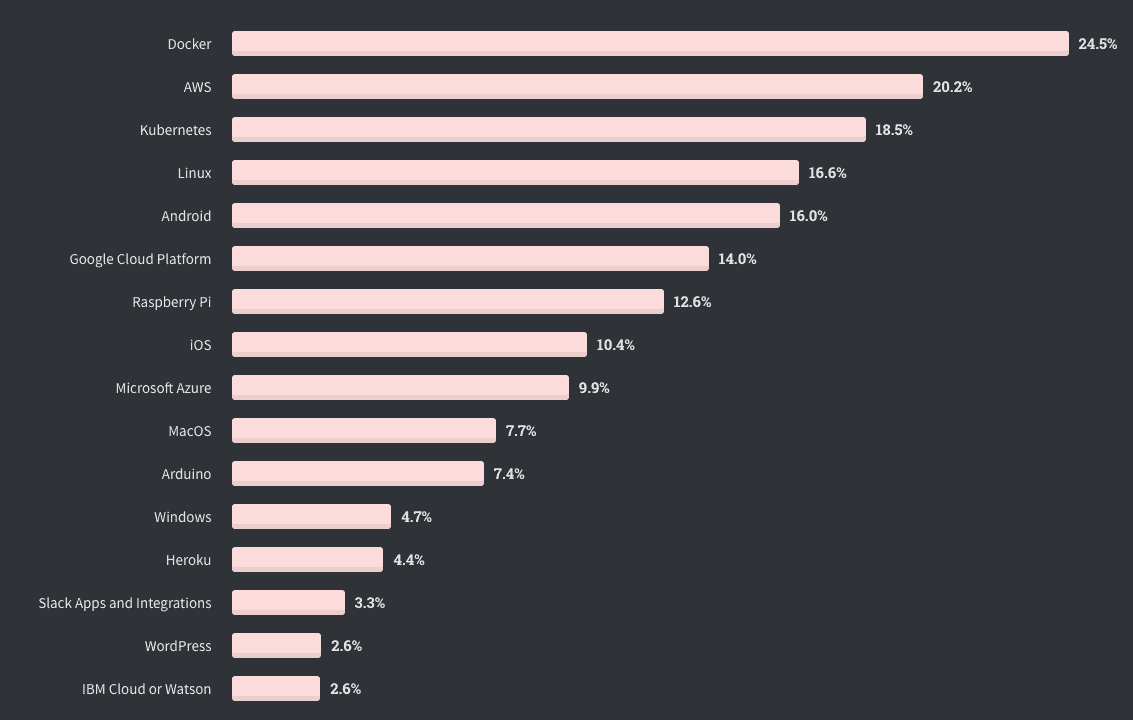 Docker 24.5%
AWS 20.2%
Kubernetes 18.5%
Linux 16.6%
Android 16.0%
Google Cloud Platform 14.0%
Raspberry Pi 12.6%
iOS 10.4%
Microsoft Azure 9.9%
MacOS 7.7%
Arduino 7.4%
Windows 4.7%
Heroku 4.4%
Slack Apps and Integrations 3.3%
WordPress 2.6%
IBM Cloud or Watson 2.6%